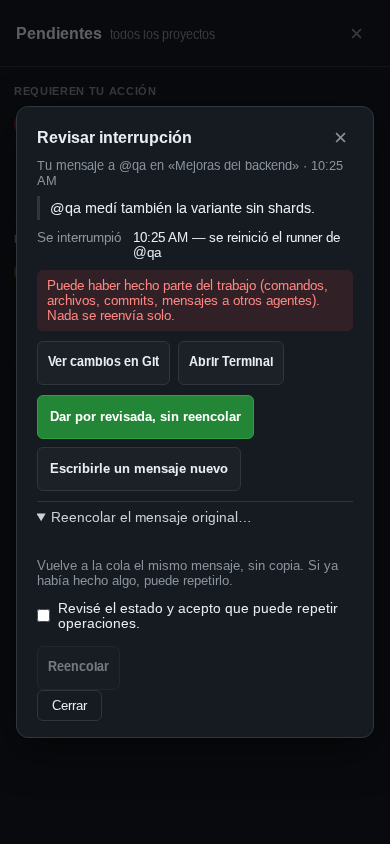 Pendientes todos los proyectos ✕
REQUIEREN TU ACCIÓN
Revisar interrupción ✕
Tu mensaje a @qa en «Mejoras del backend» · 10:25
AM
@qa medí también la variante sin shards.
Se interrumpió 10:25 AM — se reinició el runner de
@qa
Puede haber hecho parte del trabajo (comandos,
archivos, commits, mensajes a otros agentes).
Nada se reenvía solo.
Ver cambios en Git Abrir Terminal
Dar por revisada, sin reencolar
Escribirle un mensaje nuevo
▼ Reencolar el mensaje original…
Vuelve a la cola el mismo mensaje, sin copia. Si ya
había hecho algo, puede repetirlo.
Revisé el estado y acepto que puede repetir
operaciones.
Reencolar
Cerrar